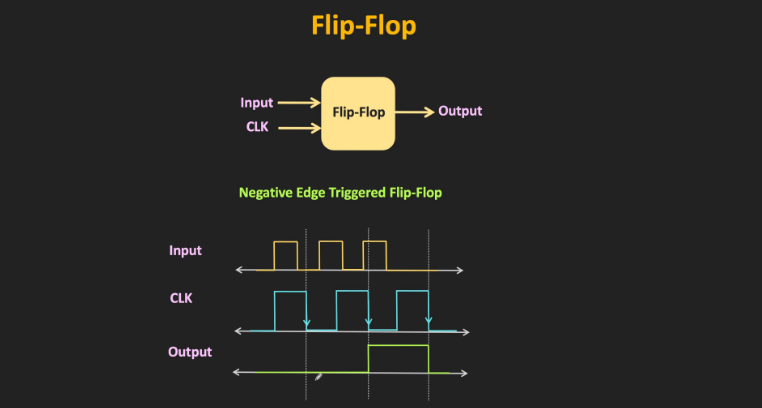 Flip-Flop
Input
Flip-Flop
Output
CLK
Negative Edge Triggered Flip-Flop
Input
CLK
Output